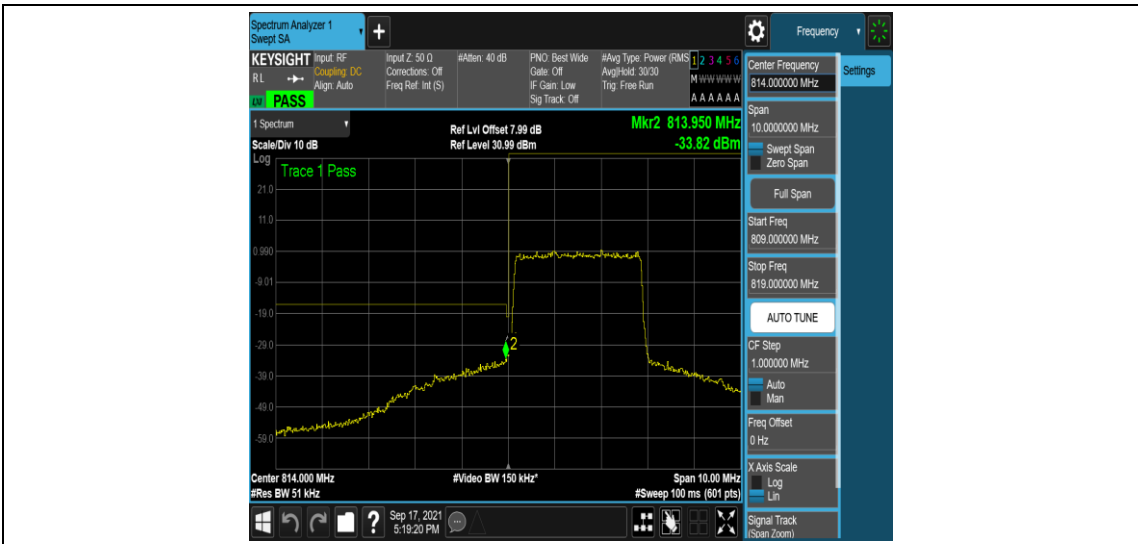 Spectrum Analyzer 1
Swept SA
+
Frequency
KEYSIGHT
RL
LXI
PASS
Input: RF
Coupling: DC
Align: Auto
Input Z: 50 Ω
Corrections: Off
Freq Ref: Int (S)
#Atten: 40 dB
PNO: Best Wide
Gate: Off
IF Gain: Low
Sig Track: Off
#Avg Type: Power (RMS
Avg|Hold: 30/30
Trig: Free Run
1 2 3 4 5 6
M W W W W W
A A A A A A
1 Spectrum
Scale/Div 10 dB
Ref Lvl Offset 7.99 dB
Ref Level 30.99 dBm
Mkr2 813.950 MHz
-33.82 dBm
Log
Trace 1 Pass
21.0
11.0
0.990
-9.01
-19.0
-29.0
-39.0
-49.0
-59.0
2
Center 814.000 MHz
#Res BW 51 kHz
#Video BW 150 kHz*
Span 10.00 MHz
#Sweep 100 ms (601 pts)
?
Sep 17, 2021
5:19:20 PM
Center Frequency
814.000000 MHz
Settings
Span
10.0000000 MHz
Swept Span
Zero Span
Full Span
Start Freq
809.000000 MHz
Stop Freq
819.000000 MHz
AUTO TUNE
CF Step
1.000000 MHz
Auto
Man
Freq Offset
0 Hz
X Axis Scale
Log
Lin
Signal Track
(Span Zoom)